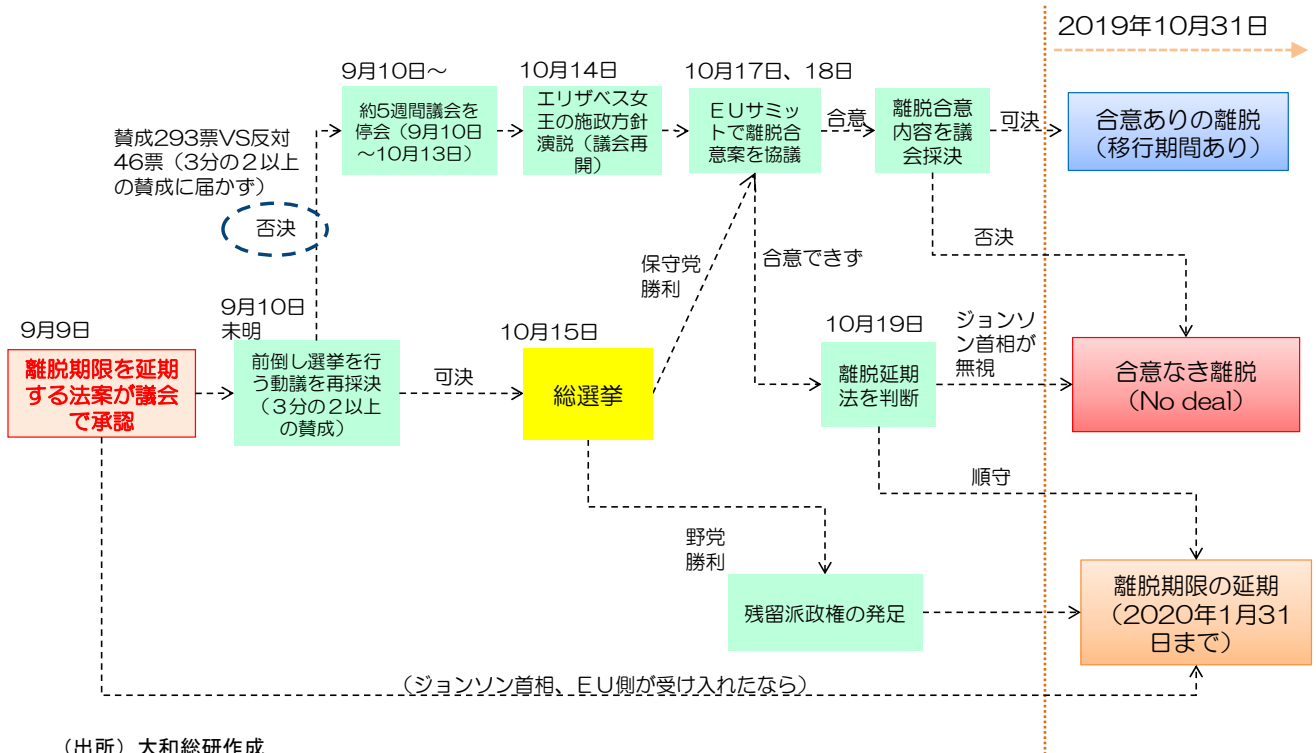 2019年10月31日
9月10日～
約5週間議会を
停会（9月10日
～10月13日）
10月14日
エリザベス女
王の施政方針
演説（議会再
開）
10月17日、18日
ＥＵサミッ
トで離脱合
意案を協議
合意
離脱合意
内容を議
会採決
可決
合意ありの離脱
（移行期間あり）
賛成293票VS反対
46票（3分の２以上
の賛成に届かず）
否決
保守党
勝利
合意できず
否決
9月9日
離脱期限を延期
する法案が議会
で承認
9月10日
未明
前倒し選挙を行
う動議を再採決
（３分の２以上
の賛成）
可決
10月15日
総選挙
10月19日
離脱延期
法を判断
ジョンソ
ン首相が
無視
合意なき離脱
（No deal）
順守
野党
勝利
残留派政権の発足
離脱期限の延期
（2020年1月31
日まで）
（ジョンソン首相、ＥＵ側が受け入れたなら）
（出所）大和総研作成